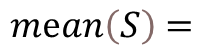 mean(S) =